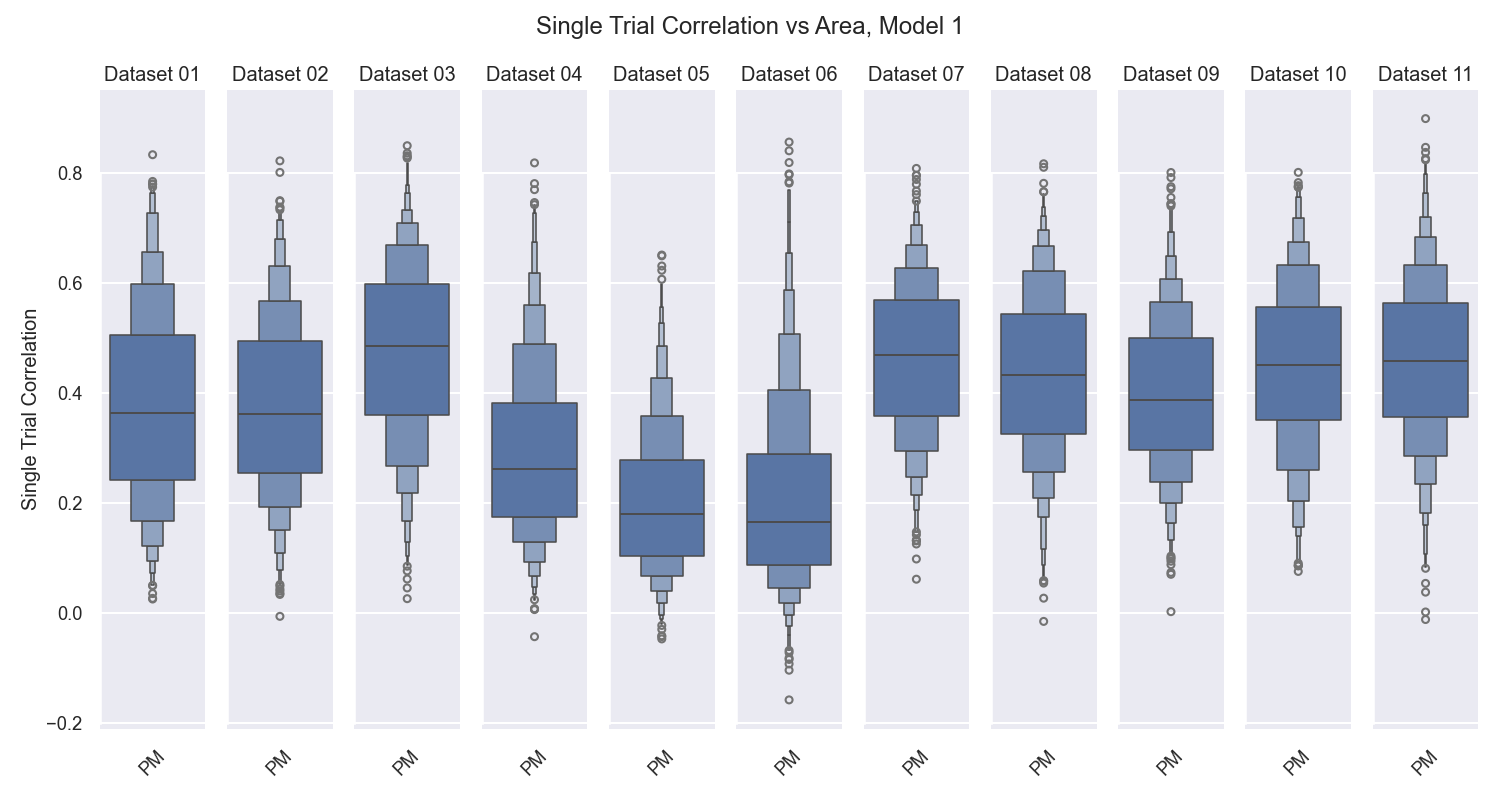 Single Trial Correlation vs Area, Model 1
Dataset 01 Dataset 02 Dataset 03 Dataset 04 Dataset 05 Dataset 06 Dataset 07 Dataset 08 Dataset 09 Dataset 10 Dataset 11
Single Trial Correlation
0.8
0.6
0.4
0.2
0.0
−0.2
PM PM PM PM PM PM PM PM PM PM PM